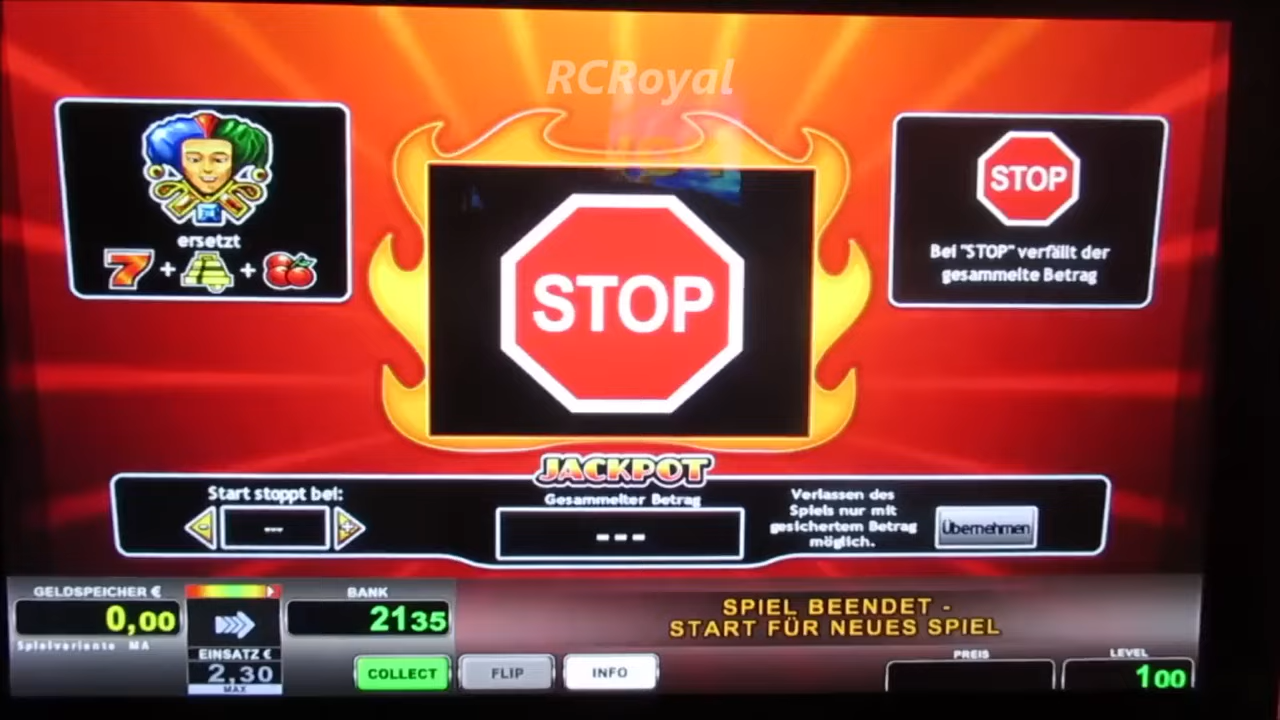 RCRoyal
ersetzt
7 + +
STOP
STOP
Bei "STOP" verfällt der
gesammelte Betrag
JACKPOT
Start stoppt bei:
- --- +
Gesammelter Betrag
---
Verlassen des
Spiels nur mit
gesichertem Betrag
möglich.
Übernehmen
GELDSPEICHER €
0,00
Spielvariante MA
EINSATZ €
2,30
MAX
BANK
2135
SPIEL BEENDET -
START FÜR NEUES SPIEL
COLLECT
FLIP
INFO
PREIS
LEVEL
100